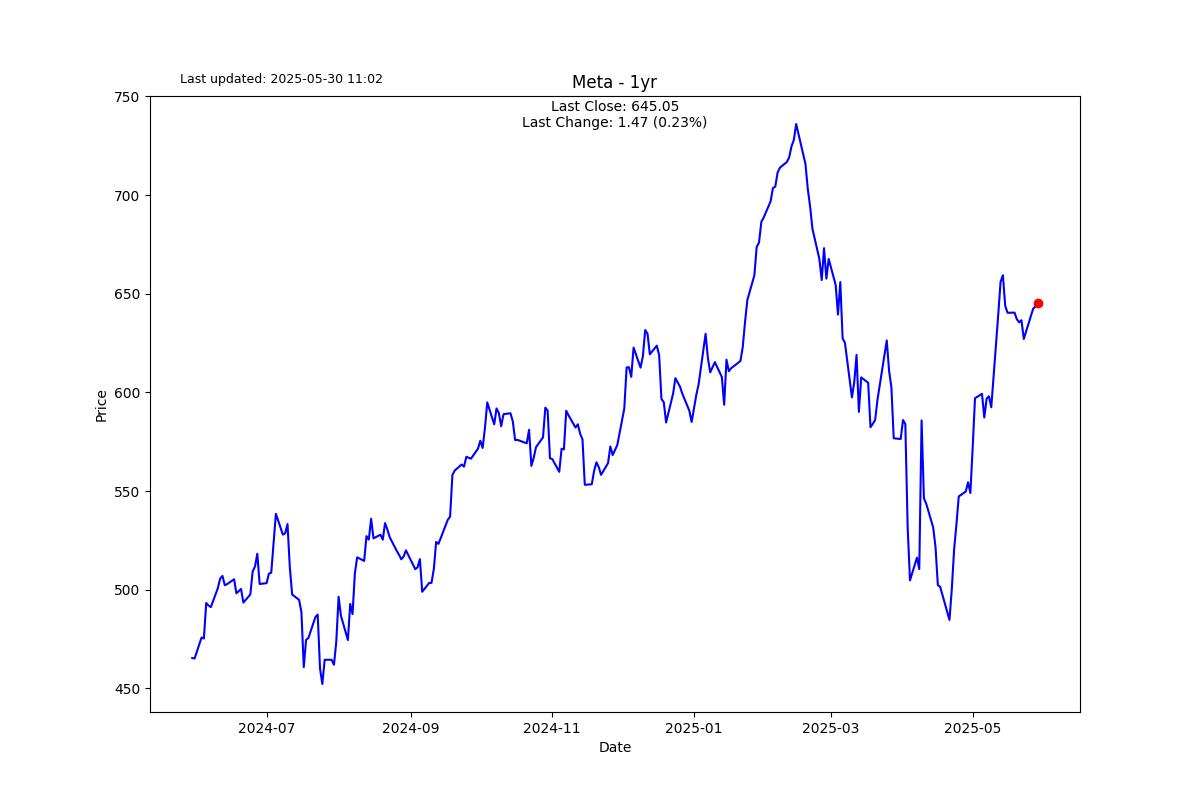 Last updated: 2025-05-30 11:02
Meta - 1yr
Last Close: 645.05
Last Change: 1.47 (0.23%)
750
700
650
600
550
500
450
Price
2024-07
2024-09
2024-11
2025-01
2025-03
2025-05
Date